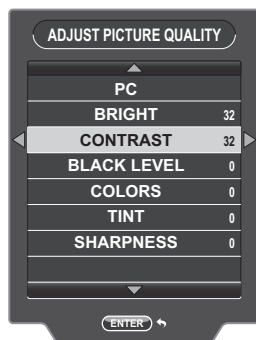 ADJUST PICTURE QUALITY
PC
BRIGHT 32
CONTRAST 32
BLACK LEVEL 0
COLORS 0
TINT 0
SHARPNESS 0
ENTER